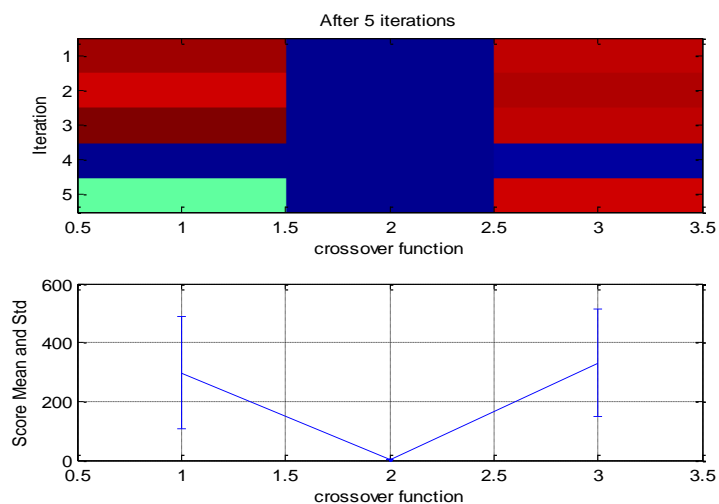 After 5 iterations
Iteration
1
2
3
4
5
0.5 1 1.5 2 2.5 3 3.5
crossover function
Score Mean and Std
600
400
200
0
0.5 1 1.5 2 2.5 3 3.5
crossover function